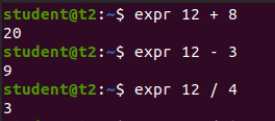 student@t2:~$ expr 12 + 8
20
student@t2:~$ expr 12 - 3
9
student@t2:~$ expr 12 / 4
3